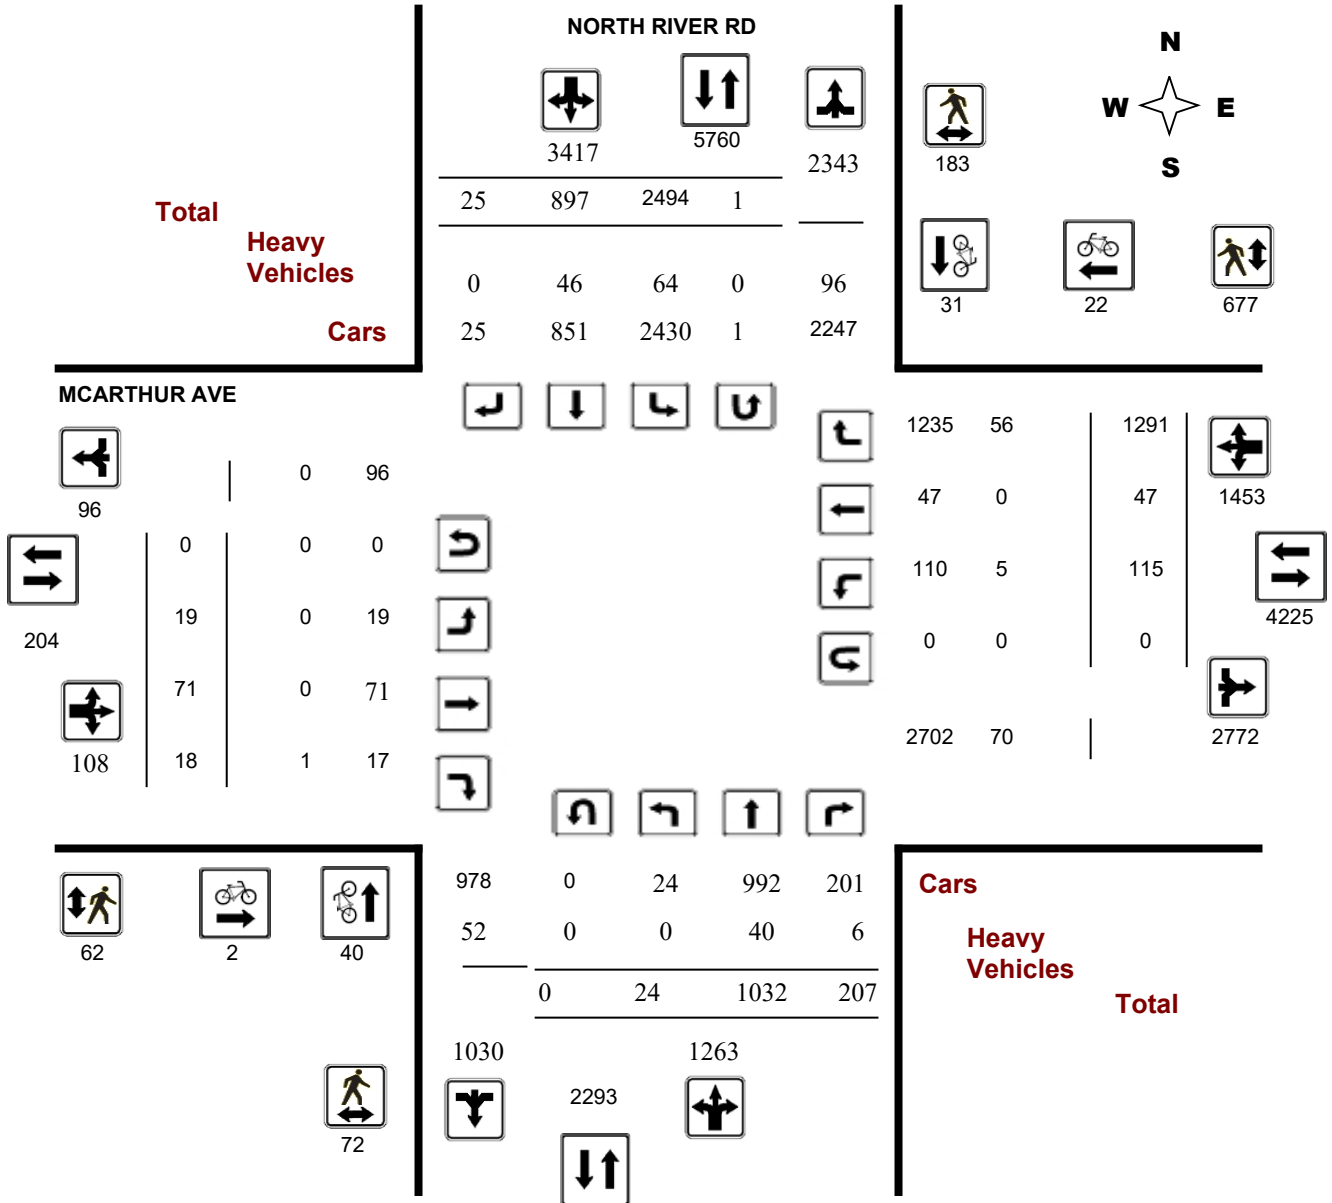 NORTH RIVER RD
N
W E
S
3417 5760 2343 183
Total 25 897 2494 1
Heavy
Vehicles
0 46 64 0 96
31 22 677
Cars 25 851 2430 1 2247
MCARTHUR AVE
1235 56 1291
0 96
47 0 47 1453
96
0 0 0
110 5 115
19 0 19
4225
204
0 0 0
71 0 71
2702 70 2772
108 18 1 17
978 0 24 992 201 Cars
62 2 40
52 0 0 40 6 Heavy
Vehicles
0 24 1032 207 Total
1030 1263
2293
72